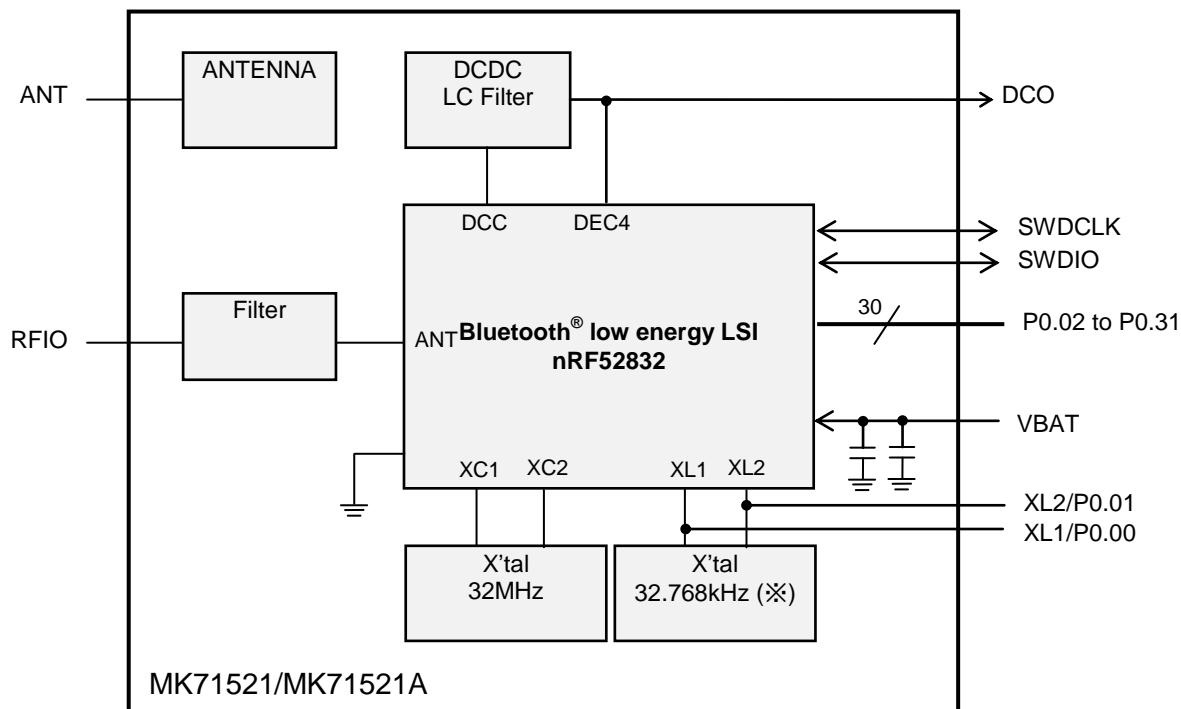 ANTENNA
DCDC
LC Filter
ANT
DCO
DCC
DEC4
SWDCLK
SWDIO
Filter
30
P0.02 to P0.31
RFIO
ANT
Bluetooth® low energy LSI
nRF52832
VBAT
XC1
XC2
XL1
XL2
XL2/P0.01
XL1/P0.00
X'tal
32MHz
X'tal
32.768kHz (※)
MK71521/MK71521A